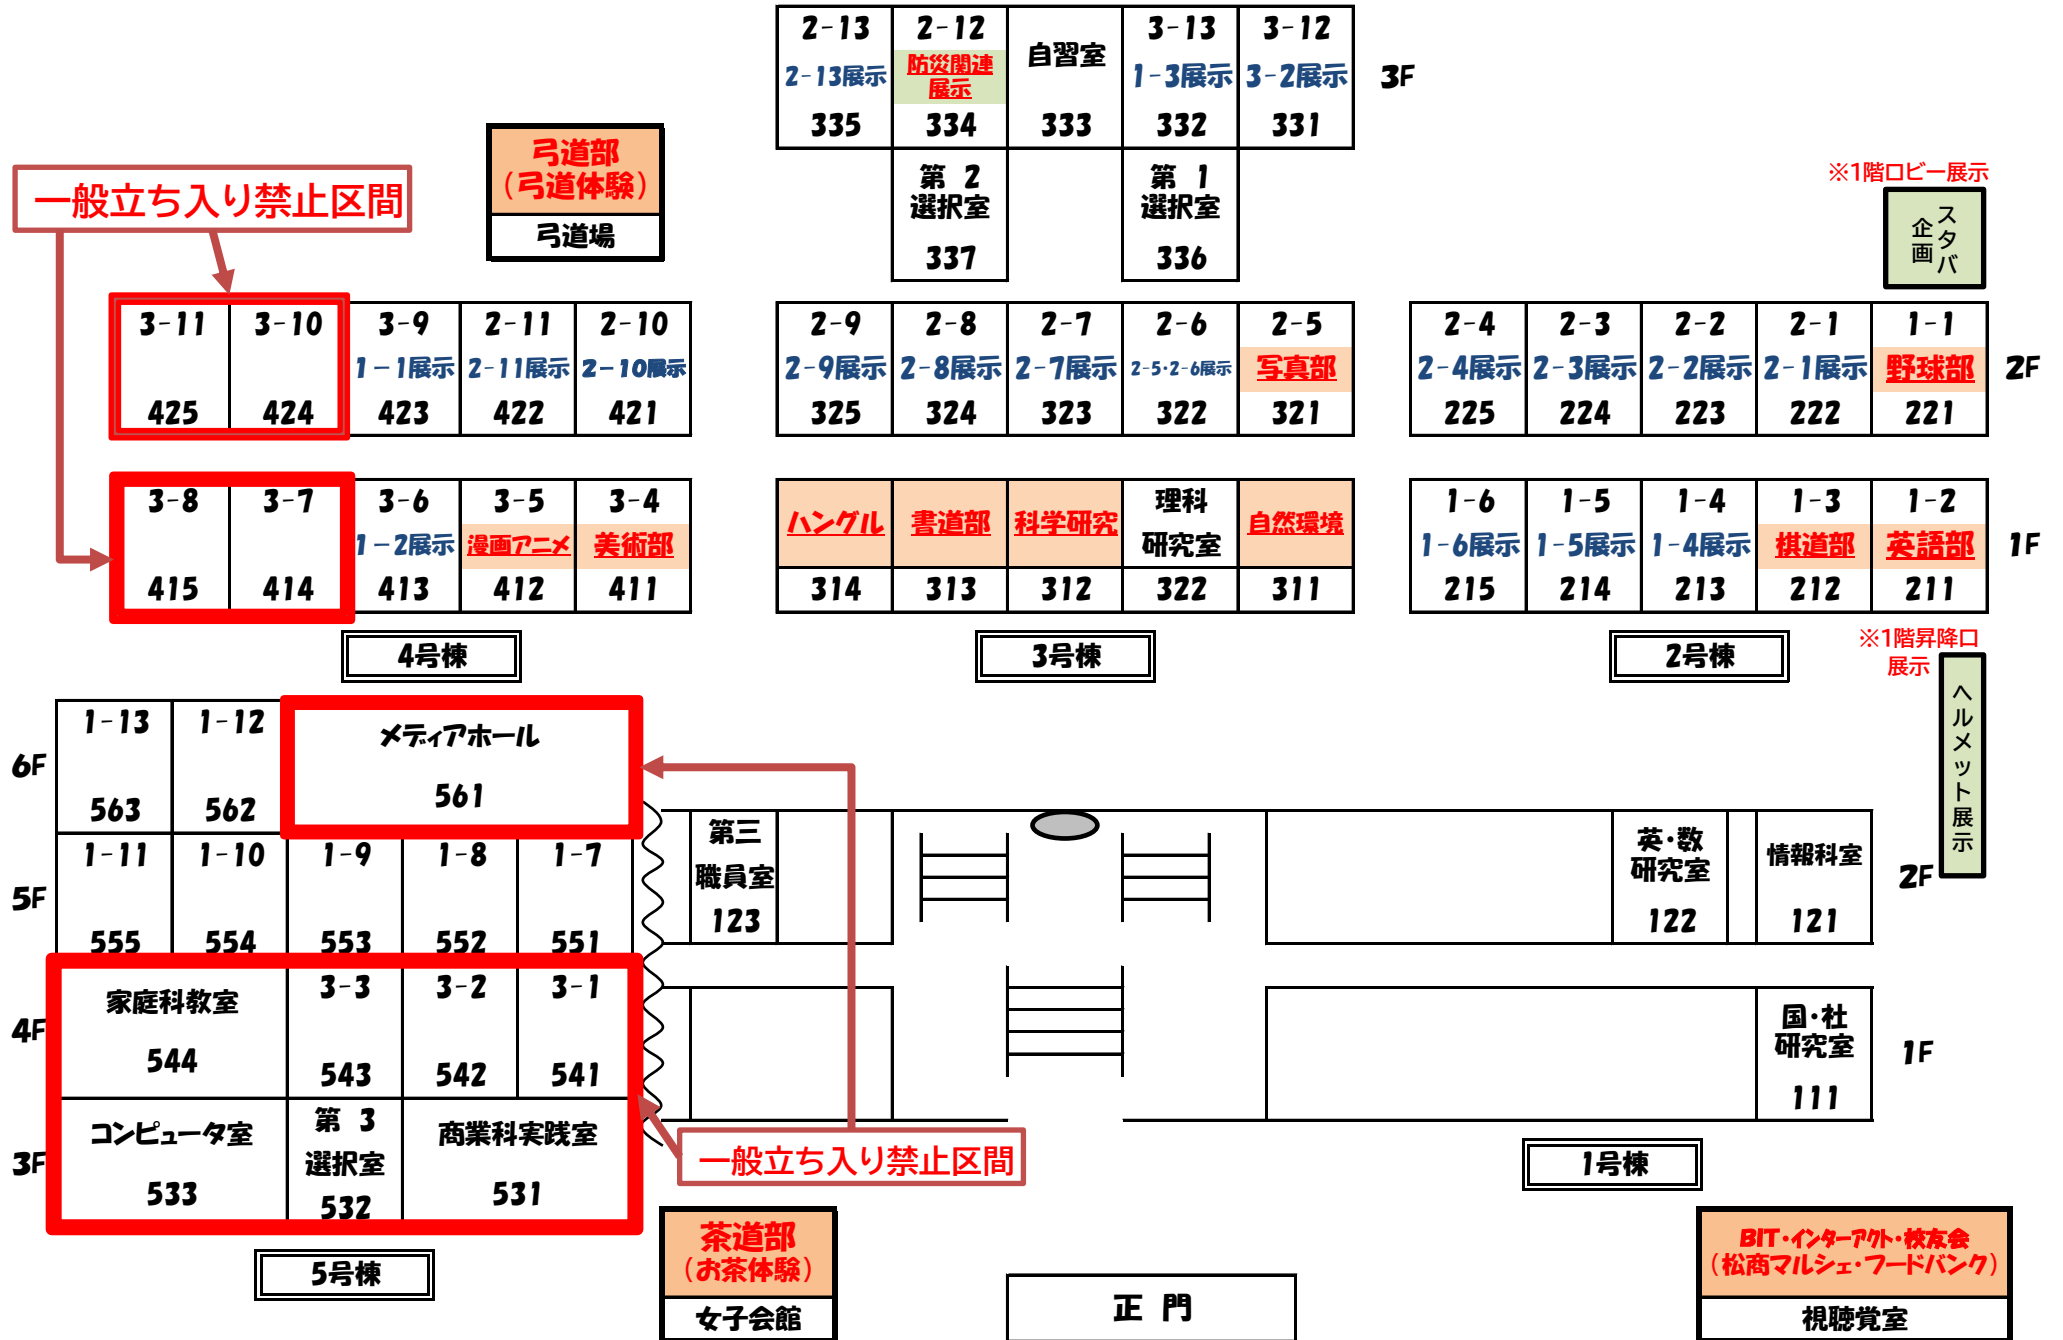 2-13 2-12 自習室 3-13 3-12
2-13展示 防災関連 1-3展示 3-2展示 3F
展示
335 334 333 332 331
第 2 第 1
選択室 選択室
337 336
弓道部
(弓道体験)
弓道場
一般立ち入り禁止区間
※1階ロビー展示
スタバ
企画
3-11 3-10 3-9 2-11 2-10
1-1展示 2-11展示 2-10展示
425 424 423 422 421
2-9 2-8 2-7 2-6 2-5
2-9展示 2-8展示 2-7展示 2-5・2-6展示 写真部
325 324 323 322 321
2-4 2-3 2-2 2-1 1-1
2-4展示 2-3展示 2-2展示 2-1展示 野球部 2F
225 224 223 222 221
3-8 3-7 3-6 3-5 3-4
1-2展示 漫画アニメ 美術部
415 414 413 412 411
ハングル 書道部 科学研究 理科 自然環境
研究室
314 313 312 322 311
1-6 1-5 1-4 1-3 1-2
1-6展示 1-5展示 1-4展示 棋道部 英語部 1F
215 214 213 212 211
4号棟 3号棟 2号棟
※1階昇降口
展示
ヘルメット展示
1-13 1-12 メディアホール
6F
563 562 561
1-11 1-10 1-9 1-8 1-7
5F
555 554 553 552 551
家庭科教室 3-3 3-2 3-1
4F
544 543 542 541
コンピュータ室 第 3 商業科実践室
3F 選択室
533 532 531
5号棟
第三
職員室
123
英・数
研究室
122
情報科室
121
2F
国・社
研究室
111
1F
一般立ち入り禁止区間
1号棟
茶道部
(お茶体験)
女子会館
正 門
BIT・インターアクト・校友会
(松商マルシェ・フードバンク)
視聴覚室